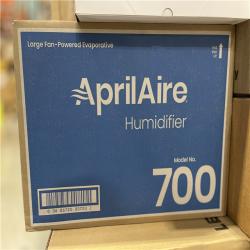 Large Fan-Powered Evaporative
AprilAire
Humidifier
Model No.
700